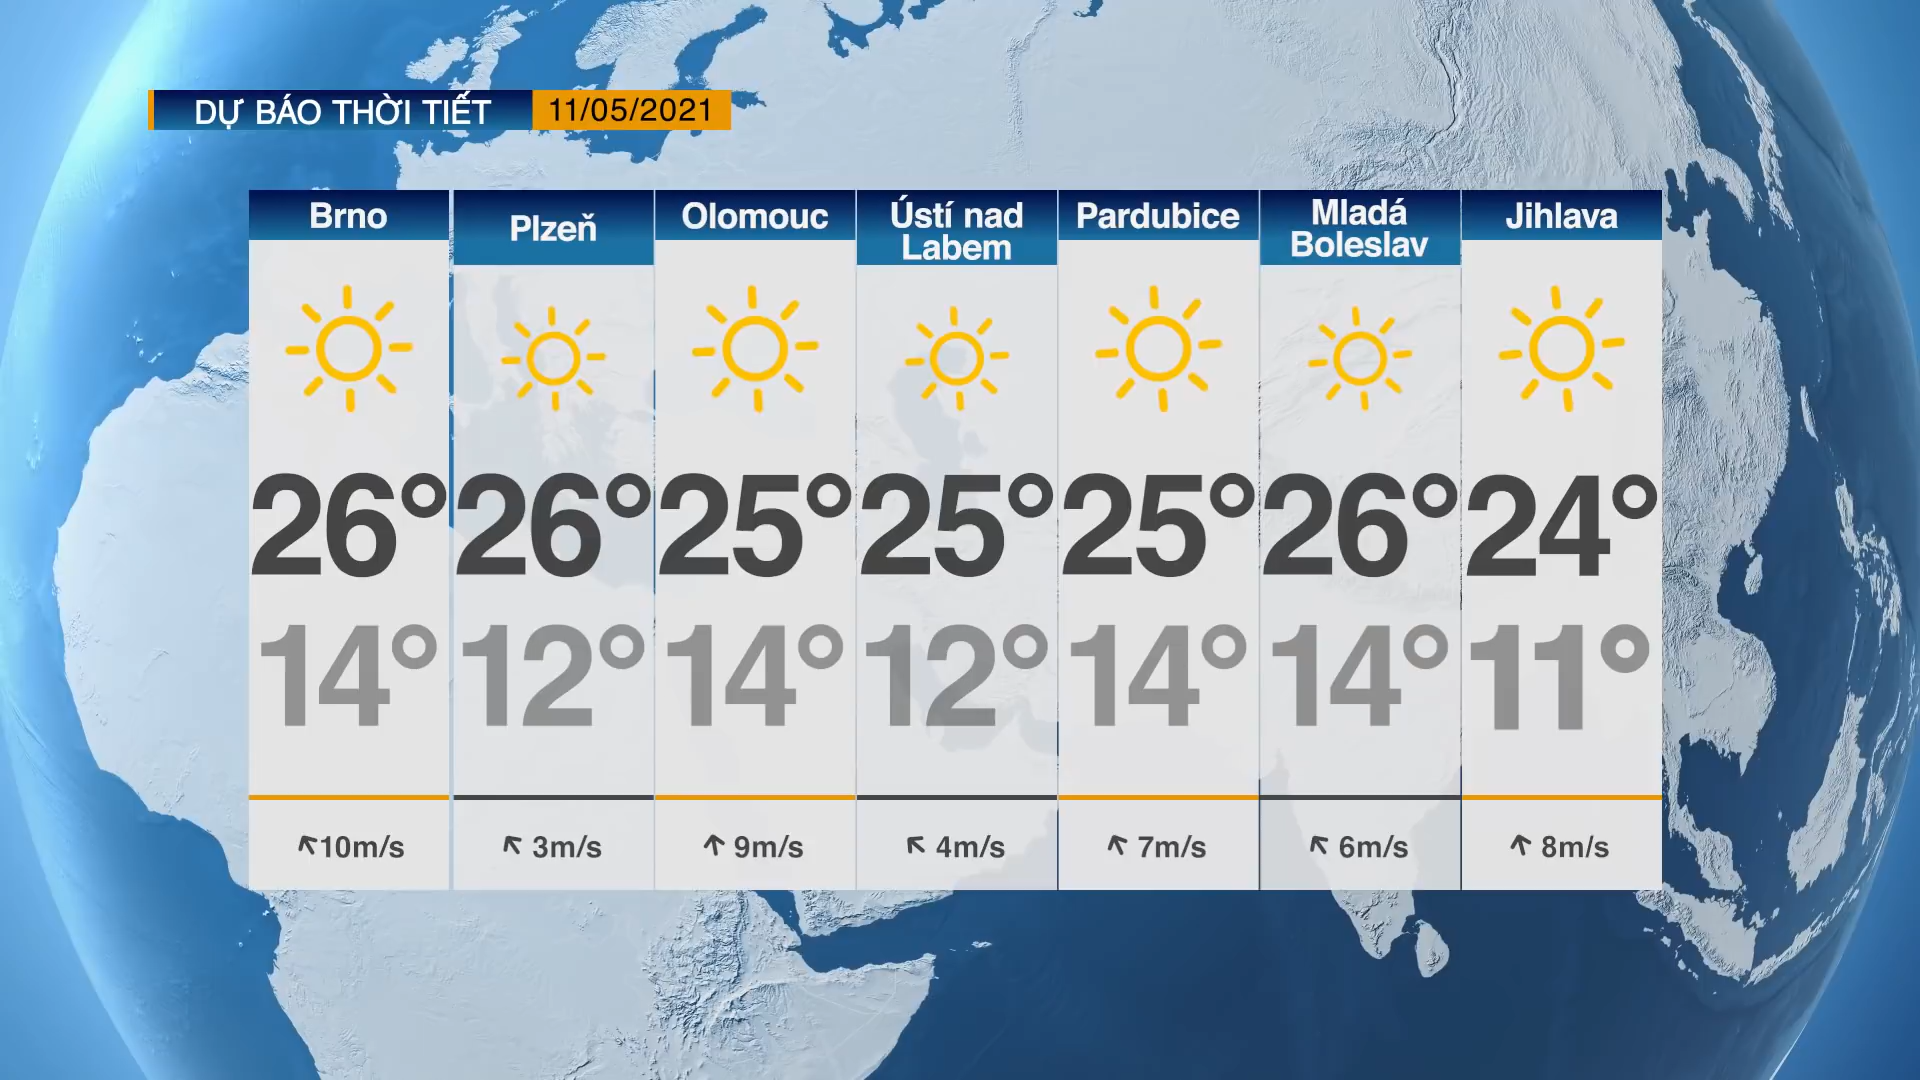 DỰ BÁO THỜI TIẾT 11/05/2021
Brno
Plzeň
Olomouc
Ústí nad
Labem
Pardubice
Mladá
Boleslav
Jihlava
26° 26° 25° 25° 25° 26° 24°
14° 12° 14° 12° 14° 14° 11°
10m/s 3m/s 9m/s 4m/s 7m/s 6m/s 8m/s